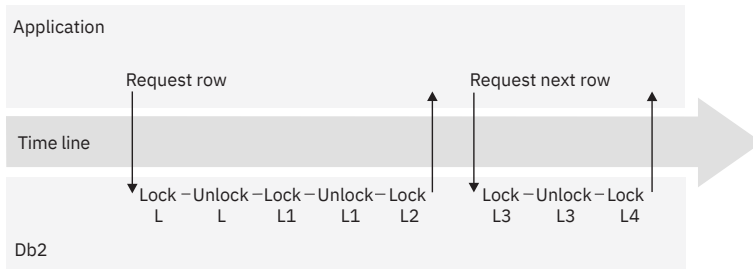 Application
Request row Request next row
Time line
Lock – Unlock – Lock – Unlock – Lock Lock – Unlock – Lock
L L L1 L1 L2 L3 L3 L4
Db2